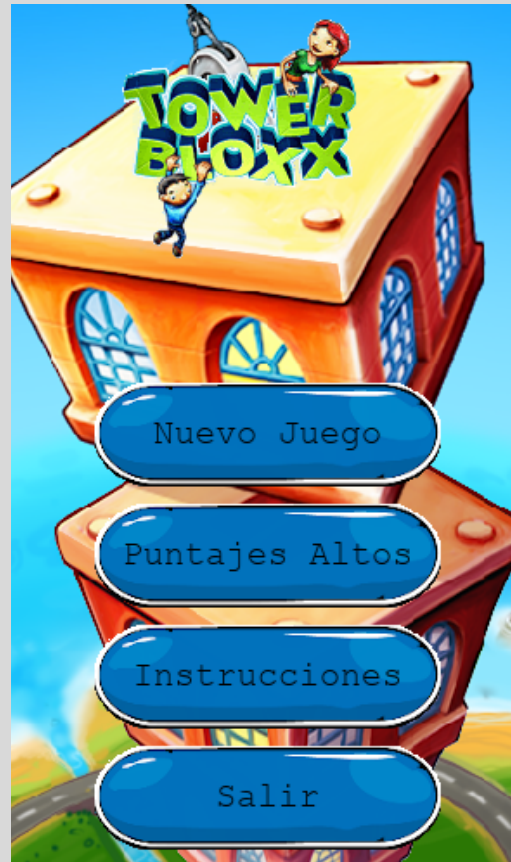 TOWER
BLOXX
Nuevo Juego
Puntajes Altos
Instrucciones
Salir